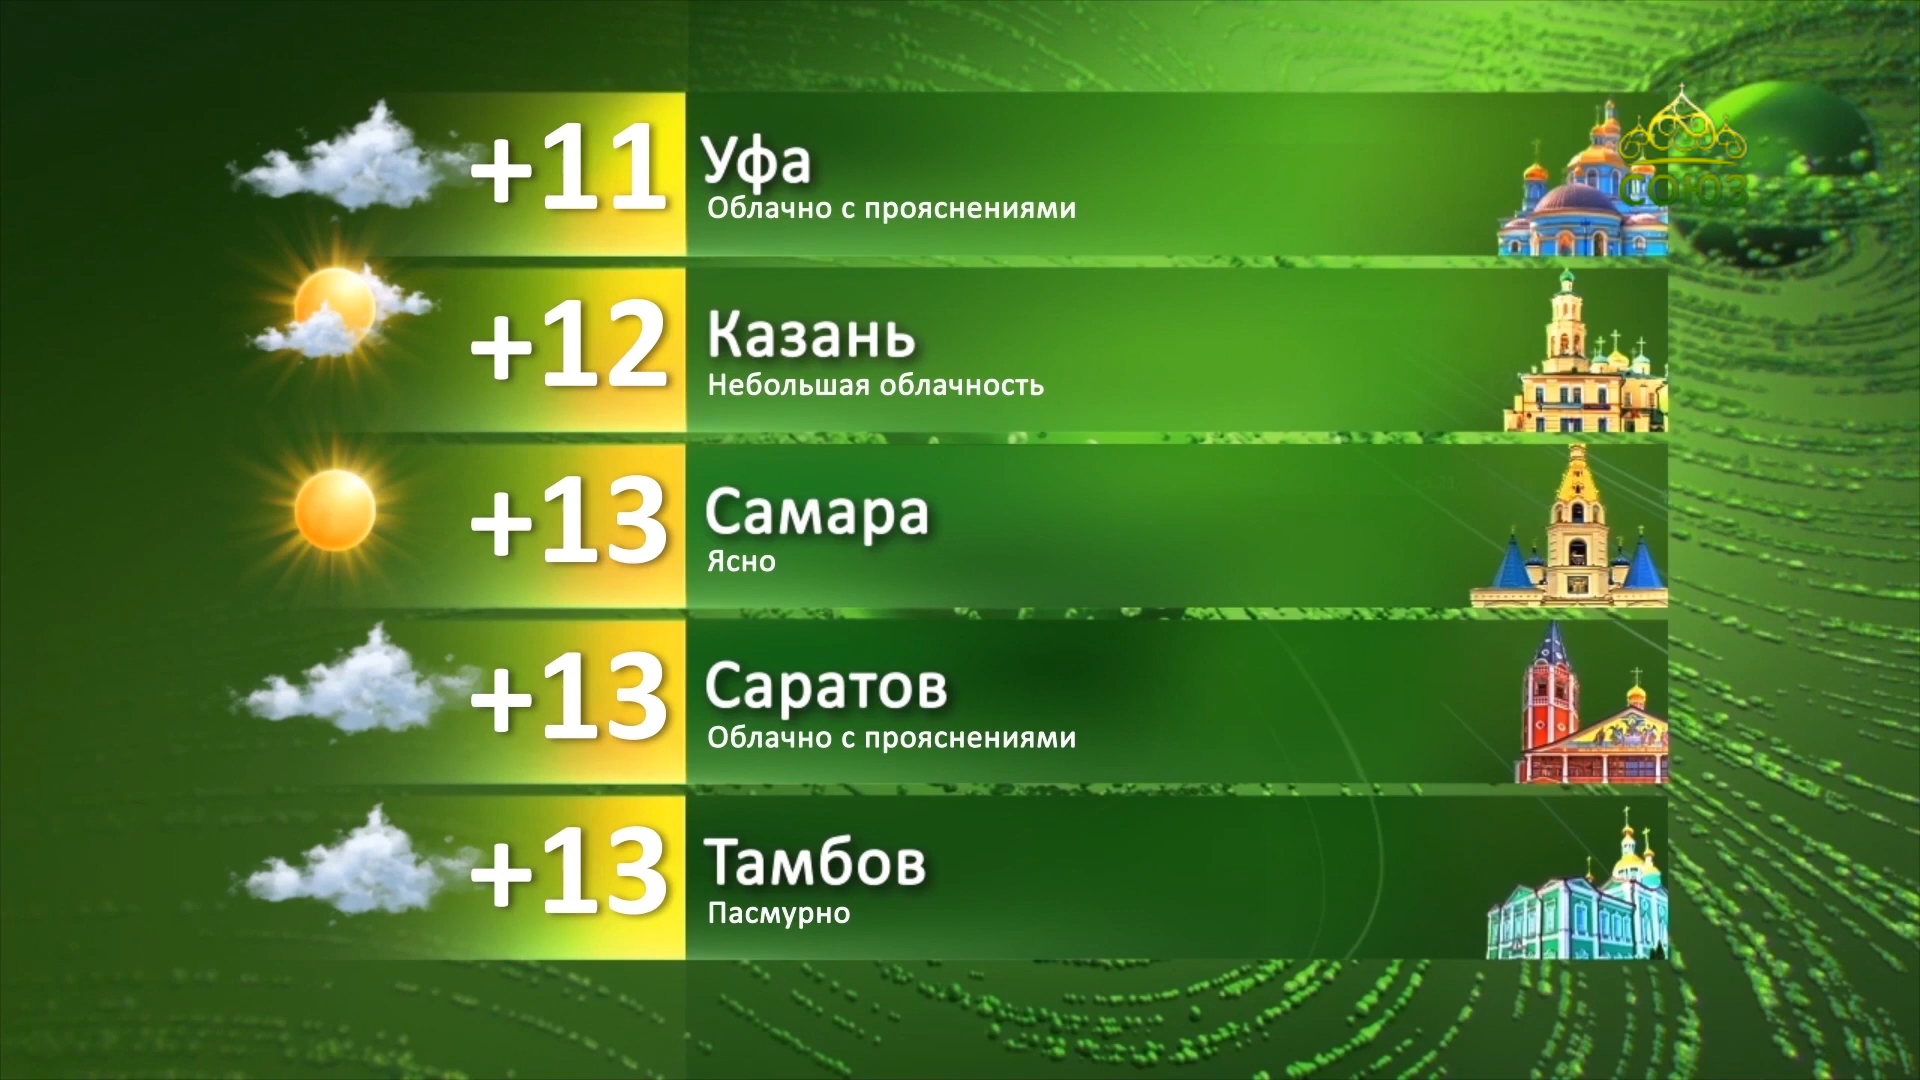 +11
Уфа
Облачно с прояснениями
СОЮЗ
+12
Казань
Небольшая облачность
+13
Самара
Ясно
+13
Саратов
Облачно с прояснениями
+13
Тамбов
Пасмурно